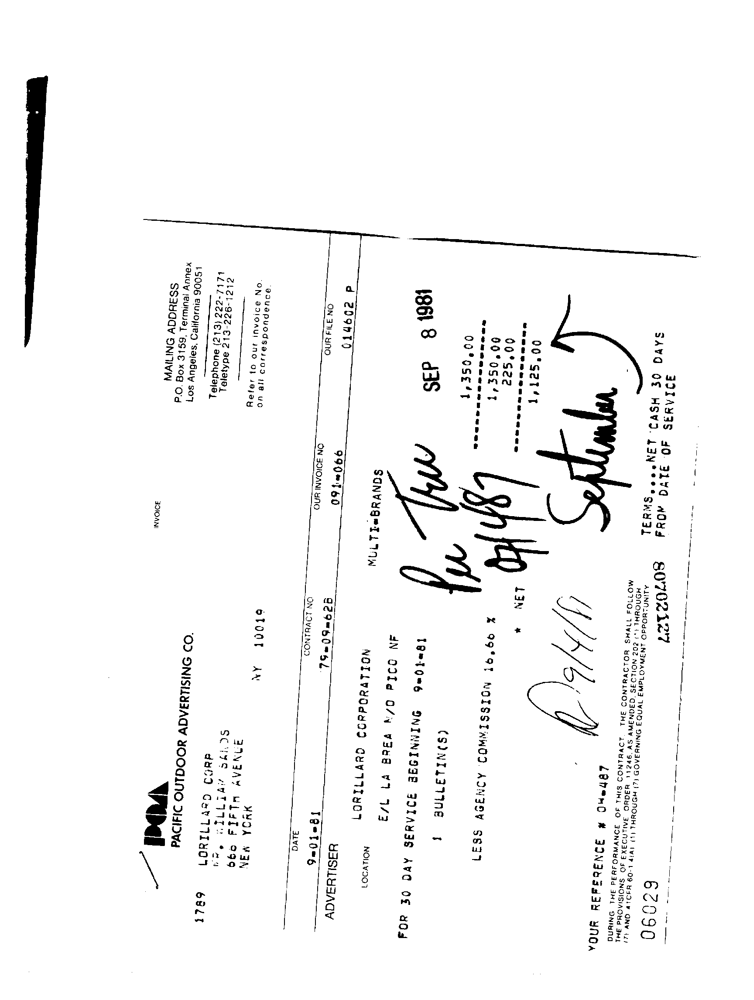 POA
PACIFIC OUTDOOR ADVERTISING CO.
INVOICE
MAILING ADDRESS
P.O. Box 3159, Terminal Annex
Los Angeles, California 90051
Telephone (213) 222-7171
Teletype 213-226-1212
Refer to our Invoice No.
on all correspondence.
1789 LORILLARD CORP
MR. WILLIAM SANDS
666 FIFTH AVENUE
NEW YORK NY 10019
DATE CONTRACT NO OUR INVOICE NO OUR FILE NO
9-01-81 79-09-628 091-066 014602 P
ADVERTISER LORILLARD CORPORATION MULTI-BRANDS
LOCATION E/L LA BREA N/O PICO NF
FOR 30 DAY SERVICE BEGINNING 9-01-81
SEP 8 1981
1 BULLETIN(S) 1,350.00
1,350.00
LESS AGENCY COMMISSION 16.66 % 225.00
* NET 1,125.00
September
9/4/81
YOUR REFERENCE # OW-487
TERMS....NET CASH 30 DAYS
FROM DATE OF SERVICE
DURING THE PERFORMANCE OF THIS CONTRACT, THE CONTRACTOR SHALL FOLLOW
THE PROVISIONS OF EXECUTIVE ORDER 11246, AS AMENDED, SECTION 202 (1) THROUGH
(7) AND 41CFR 60-1.4(A) (1) THROUGH (7) GOVERNING EQUAL EMPLOYMENT OPPORTUNITY
06029
80702127